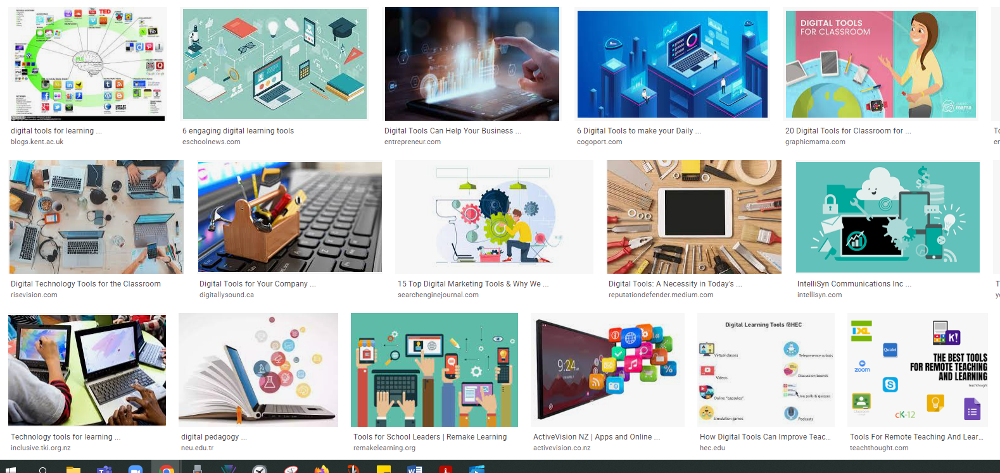 PLE
DIGITAL TOOLS
FOR CLASSROOM
mama
digital tools for learning ...
blogs.kent.ac.uk
6 engaging digital learning tools
eschoolnews.com
Digital Tools Can Help Your Business ...
entrepreneur.com
6 Digital Tools to make your Daily ...
cogoport.com
20 Digital Tools for Classroom for ...
graphicmama.com
Digital Technology Tools for the Classroom
risevision.com
Digital Tools for Your Company ...
digitallysound.ca
15 Top Digital Marketing Tools & Why We ...
searchenginejournal.com
Digital Tools: A Necessity in Today's ...
reputationdefender.medium.com
IntelliSyn Communications Inc ...
intellisyn.com
9:24
Digital Learning Tools @HEC
Virtual classes
Telepresence robots
Videos
Discussion boards
Online "capsules"
Live polls & quizzes
Simulation games
Podcasts
IXL
K!
Quizlet
zoom
THE BEST TOOLS
FOR REMOTE TEACHING
AND LEARNING
teachthought
cK-12
Technology tools for learning ...
inclusive.tki.org.nz
digital pedagogy ...
neu.edu.tr
Tools for School Leaders | Remake Learning
remakelearning.org
ActiveVision NZ | Apps and Online ...
activevision.co.nz
How Digital Tools Can Improve Teac...
hec.edu
Tools For Remote Teaching And Lear...
teachthought.com